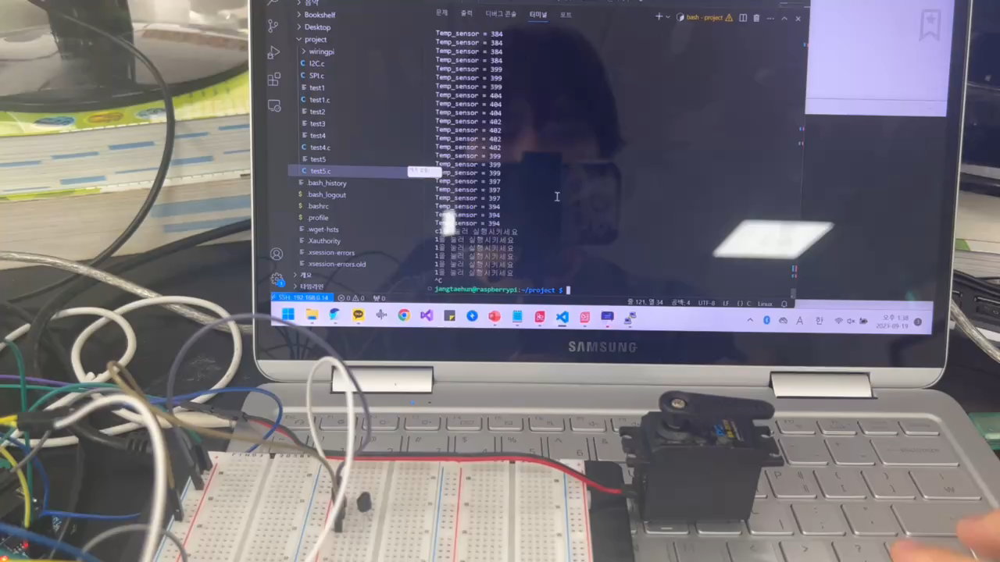 음악
Bookshelf
Desktop
project
wiringpi
I2C.c
SPI.c
test1
test1.c
test2
test3
test4
test4.c
test5
test5.c
.bash_history
.bash_logout
.bashrc
.profile
.wget-hsts
.Xauthority
.xsession-errors
.xsession-errors.old
개요
타임라인
문제 출력 디버그 콘솔 터미널 포트
bash - project
Temp_sensor = 384
Temp_sensor = 384
Temp_sensor = 384
Temp_sensor = 384
Temp_sensor = 399
Temp_sensor = 399
Temp_sensor = 399
Temp_sensor = 404
Temp_sensor = 404
Temp_sensor = 404
Temp_sensor = 402
Temp_sensor = 402
Temp_sensor = 402
Temp_sensor = 402
Temp_sensor = 399
Temp_sensor = 399
Temp_sensor = 399
Temp_sensor = 397
Temp_sensor = 397
Temp_sensor = 397
Temp_sensor = 394
Temp_sensor = 394
Temp_sensor = 394
눌러 실행시키세요
1을 눌러 실행시키세요
1을 눌러 실행시키세요
1을 눌러 실행시키세요
1을 눌러 실행시키세요
1을 눌러 실행시키세요
^C
jangtaehun@raspberrypi:~/project $
SSH: 192.168.0.14 0 0 0
줄 121, 열 34 공백: 4 UTF-8 LF C Linux
A 한 오후 1:38
2023-09-19
SAMSUNG